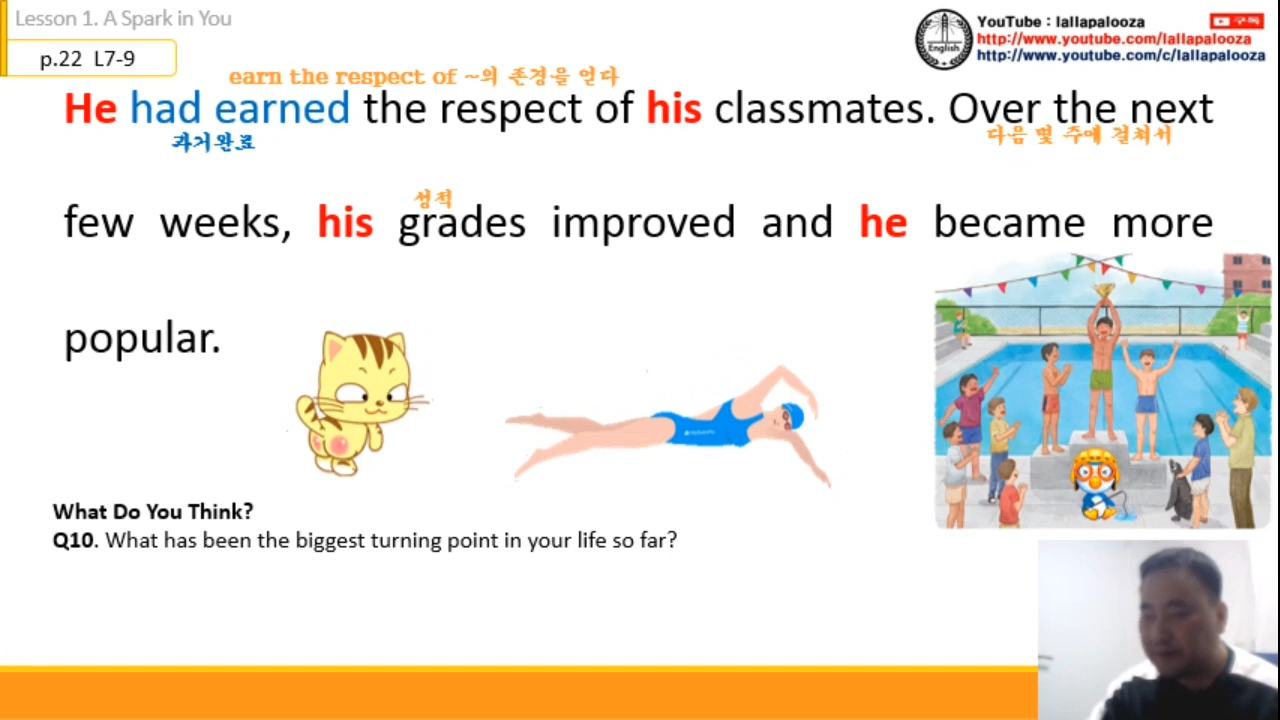 Lesson 1. A Spark in You
p.22 L7-9
English
YouTube : lallapalooza
구독
http://www.youtube.com/lallapalooza
http://www.youtube.com/c/lallapalooza
earn the respect of ~의 존경을 얻다
He had earned the respect of his classmates. Over the next
과거완료
다음 몇 주에 걸쳐서
성적
few weeks, his grades improved and he became more
popular.
What Do You Think?
Q10. What has been the biggest turning point in your life so far?